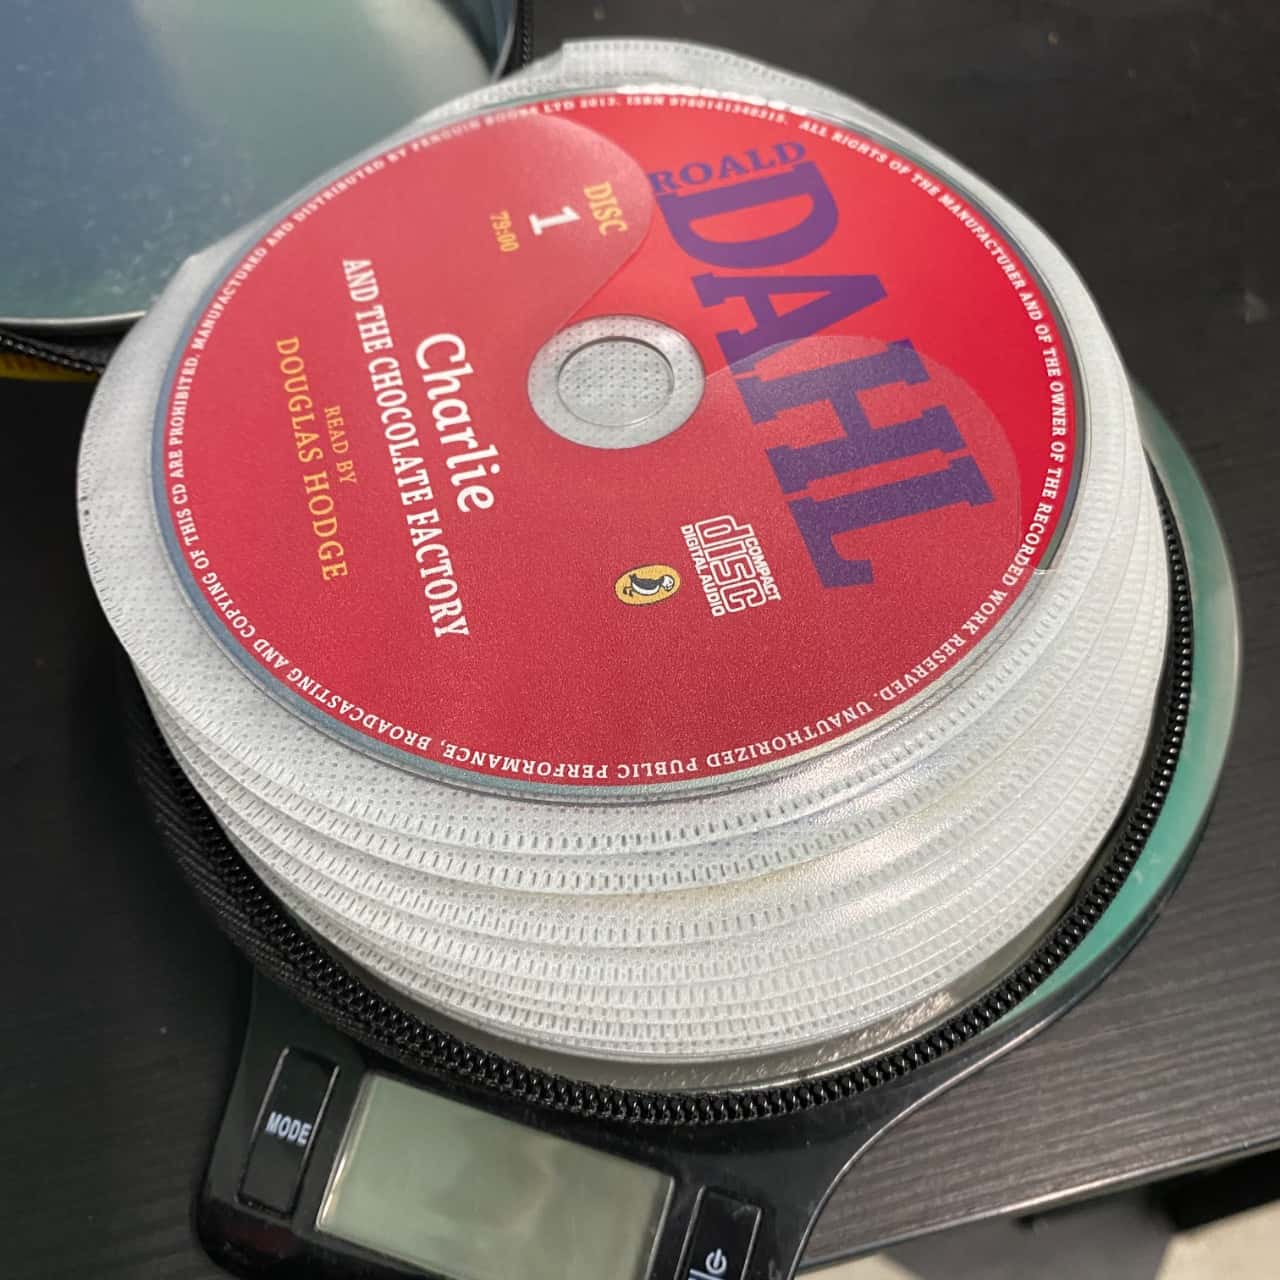 ROALD
DAHL
DISC
1
79:00
Charlie
AND THE CHOCOLATE FACTORY
READ BY
DOUGLAS HODGE
COMPACT
disc
DIGITAL AUDIO
MANUFACTURED AND DISTRIBUTED BY PENGUIN BOOKS LTD 2013. ISBN 9780141348215. ALL RIGHTS OF THE MANUFACTURER AND OF THE OWNER OF THE RECORDED WORK RESERVED. UNAUTHORIZED PUBLIC PERFORMANCE, BROADCASTING AND COPYING OF THIS CD ARE PROHIBITED.
MODE